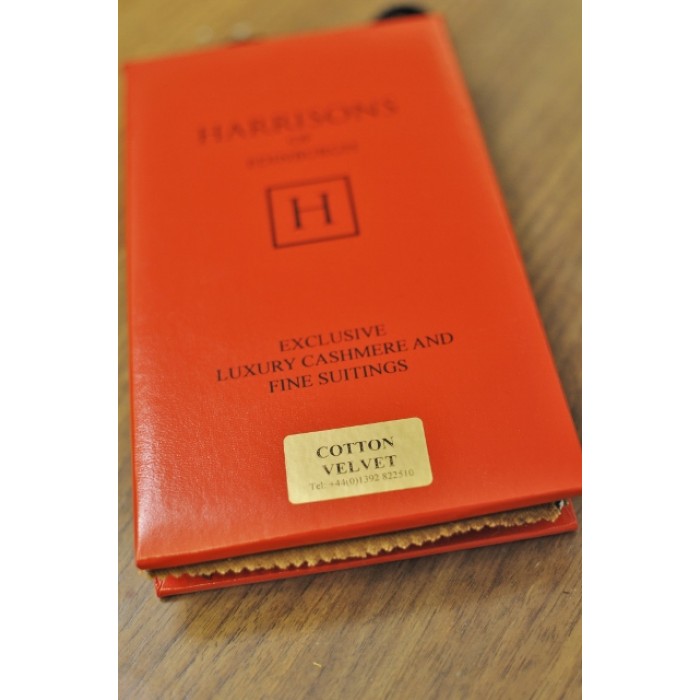 HARRISONS
OF
EDINBURGH
H
EXCLUSIVE
LUXURY CASHMERE AND
FINE SUITINGS
COTTON
VELVET
Tel: +44(0)1392 822510